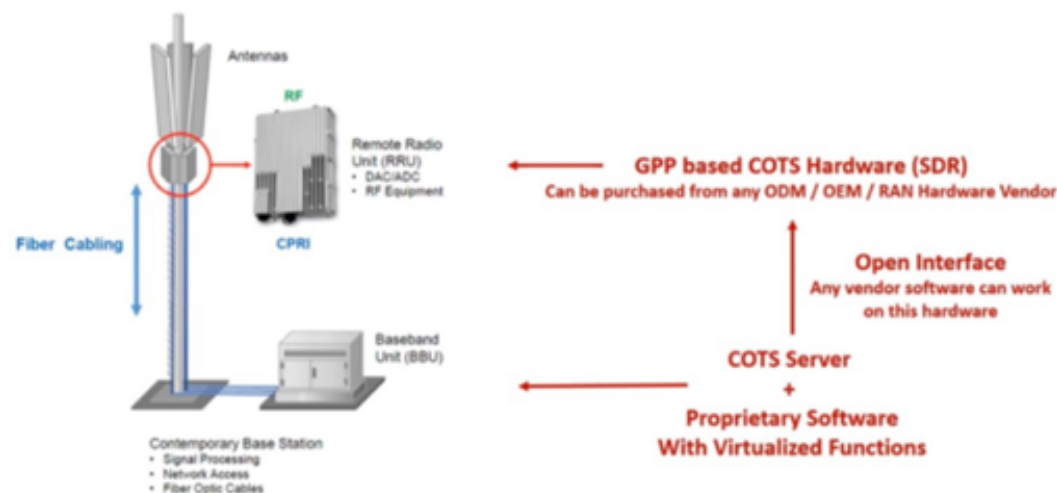 Antennas
RF
Remote Radio
Unit (RRU)
• DAC/ADC
• RF Equipment
CPRI
Fiber Cabling
Baseband
Unit (BBU)
Contemporary Base Station
• Signal Processing
• Network Access
• Fiber Optic Cables
GPP based COTS Hardware (SDR)
Can be purchased from any ODM / OEM / RAN Hardware Vendor
Open Interface
Any vendor software can work
on this hardware
COTS Server
+
Proprietary Software
With Virtualized Functions